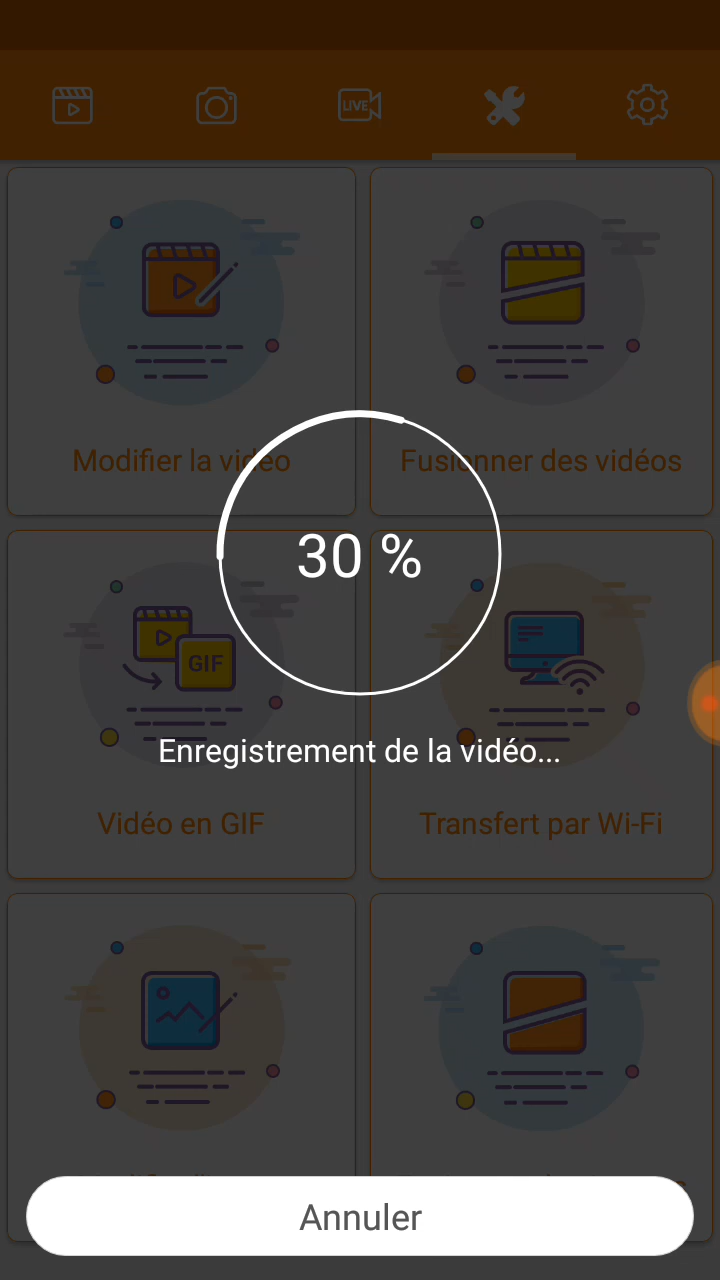 LIVE
Modifier la vidéo
Fusionner des vidéos
30 %
GIF
Enregistrement de la vidéo...
Vidéo en GIF
Transfert par Wi-Fi
Annuler